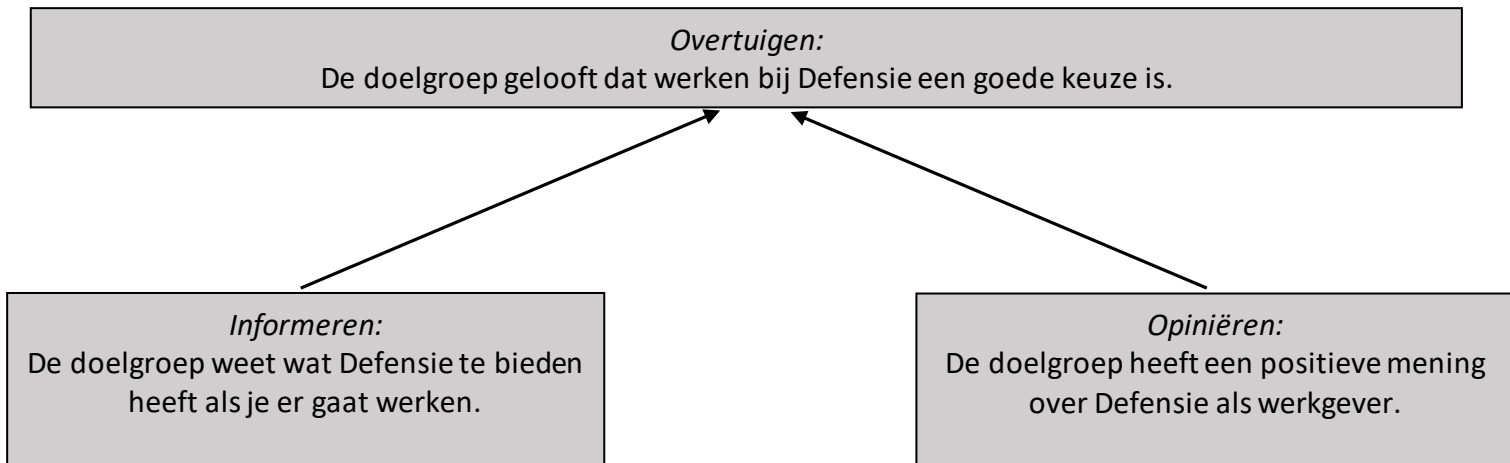 Overtuigen:
De doelgroep gelooft dat werken bij Defensie een goede keuze is.
Informeren:
De doelgroep weet wat Defensie te bieden
heeft als je er gaat werken.
Opiniëren:
De doelgroep heeft een positieve mening
over Defensie als werkgever.